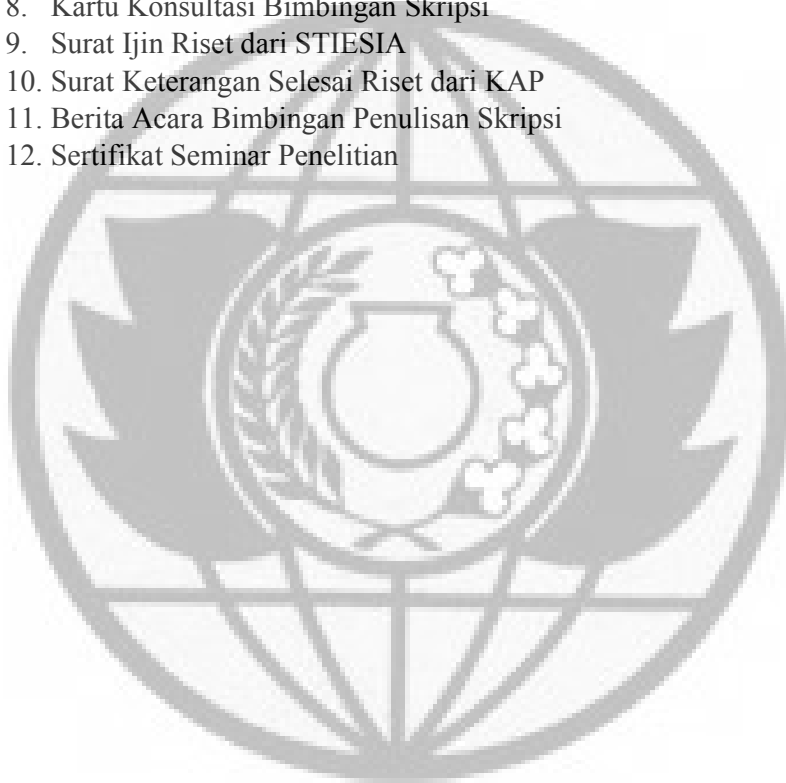 8. Kartu Konsultasi Bimbingan Skripsi
9. Surat Ijin Riset dari STIESIA
10. Surat Keterangan Selesai Riset dari KAP
11. Berita Acara Bimbingan Penulisan Skripsi
12. Sertifikat Seminar Penelitian